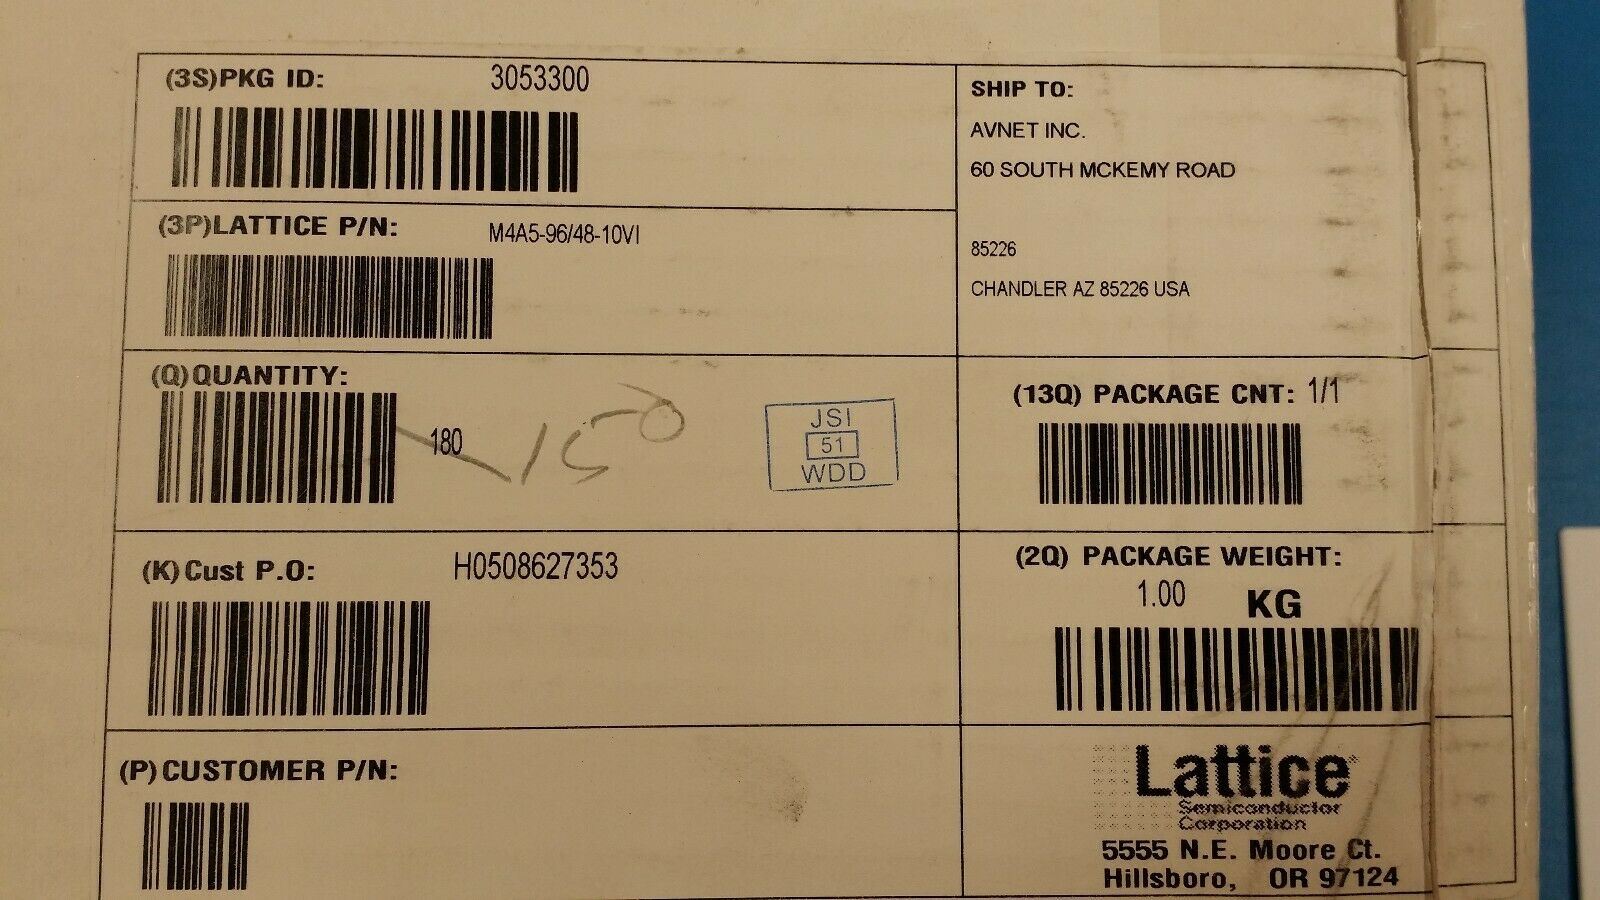 (3S)PKG ID: 3053300
(3P)LATTICE P/N: M4A5-96/48-10VI
(Q)QUANTITY:
180
150
JSI
51
WDD
(K)Cust P.O: H0508627353
(P)CUSTOMER P/N:
SHIP TO:
AVNET INC.
60 SOUTH MCKEMY ROAD
85226
CHANDLER AZ 85226 USA
(13Q) PACKAGE CNT: 1/1
(2Q) PACKAGE WEIGHT:
1.00 KG
Lattice
Semiconductor
Corporation
5555 N.E. Moore Ct.
Hillsboro, OR 97124